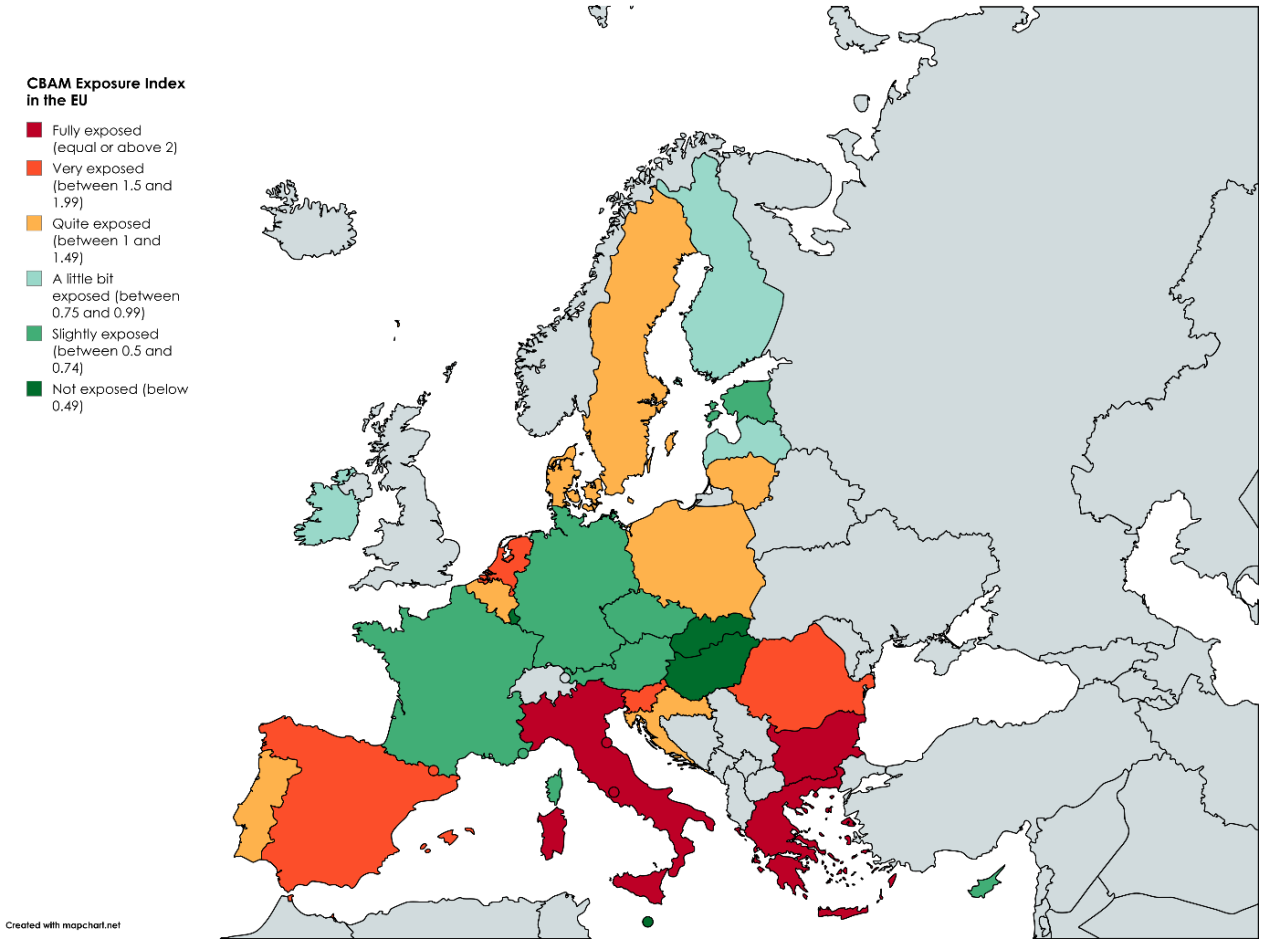 CBAM Exposure Index
in the EU
Fully exposed
(equal or above 2)
Very exposed
(between 1.5 and
1.99)
Quite exposed
(between 1 and
1.49)
A little bit
exposed (between
0.75 and 0.99)
Slightly exposed
(between 0.5 and
0.74)
Not exposed (below
0.49)
Created with mapchart.net